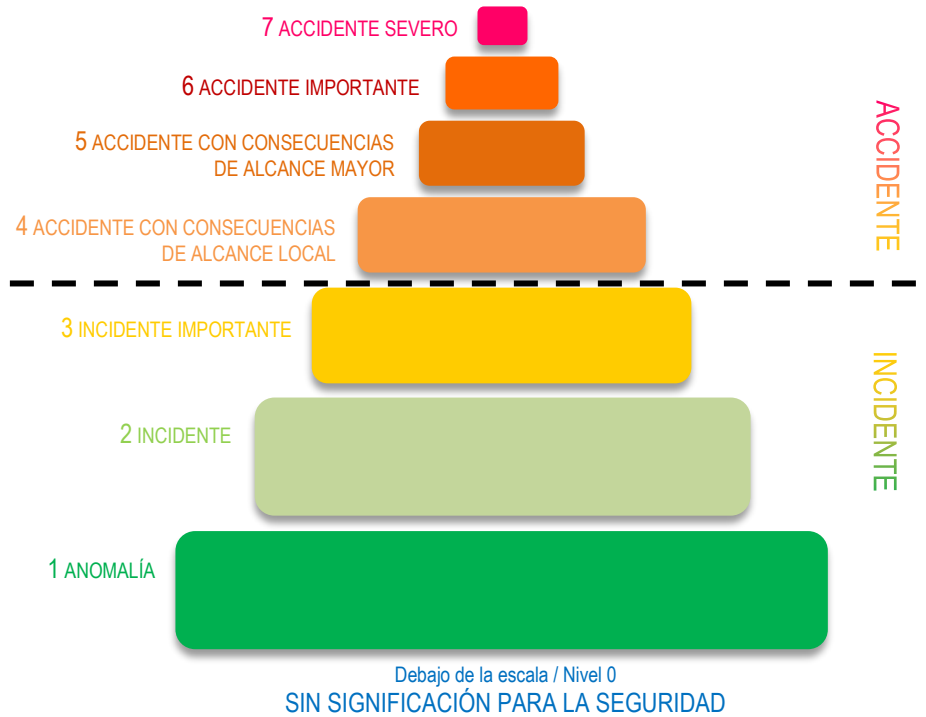 7 ACCIDENTE SEVERO
6 ACCIDENTE IMPORTANTE
5 ACCIDENTE CON CONSECUENCIAS
DE ALCANCE MAYOR
4 ACCIDENTE CON CONSECUENCIAS
DE ALCANCE LOCAL
ACCIDENTE
3 INCIDENTE IMPORTANTE
2 INCIDENTE
1 ANOMALÍA
INCIDENTE
Debajo de la escala / Nivel 0
SIN SIGNIFICACIÓN PARA LA SEGURIDAD